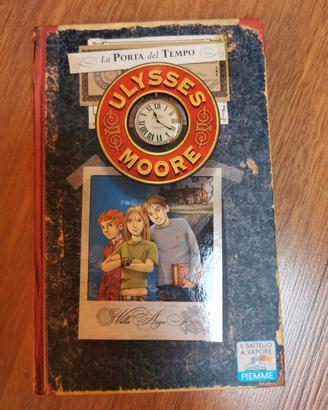 La PORTA del TEMPO
ULYSSES
MOORE
Villa Argo
IL BATTELLO
A VAPORE
PIEMME